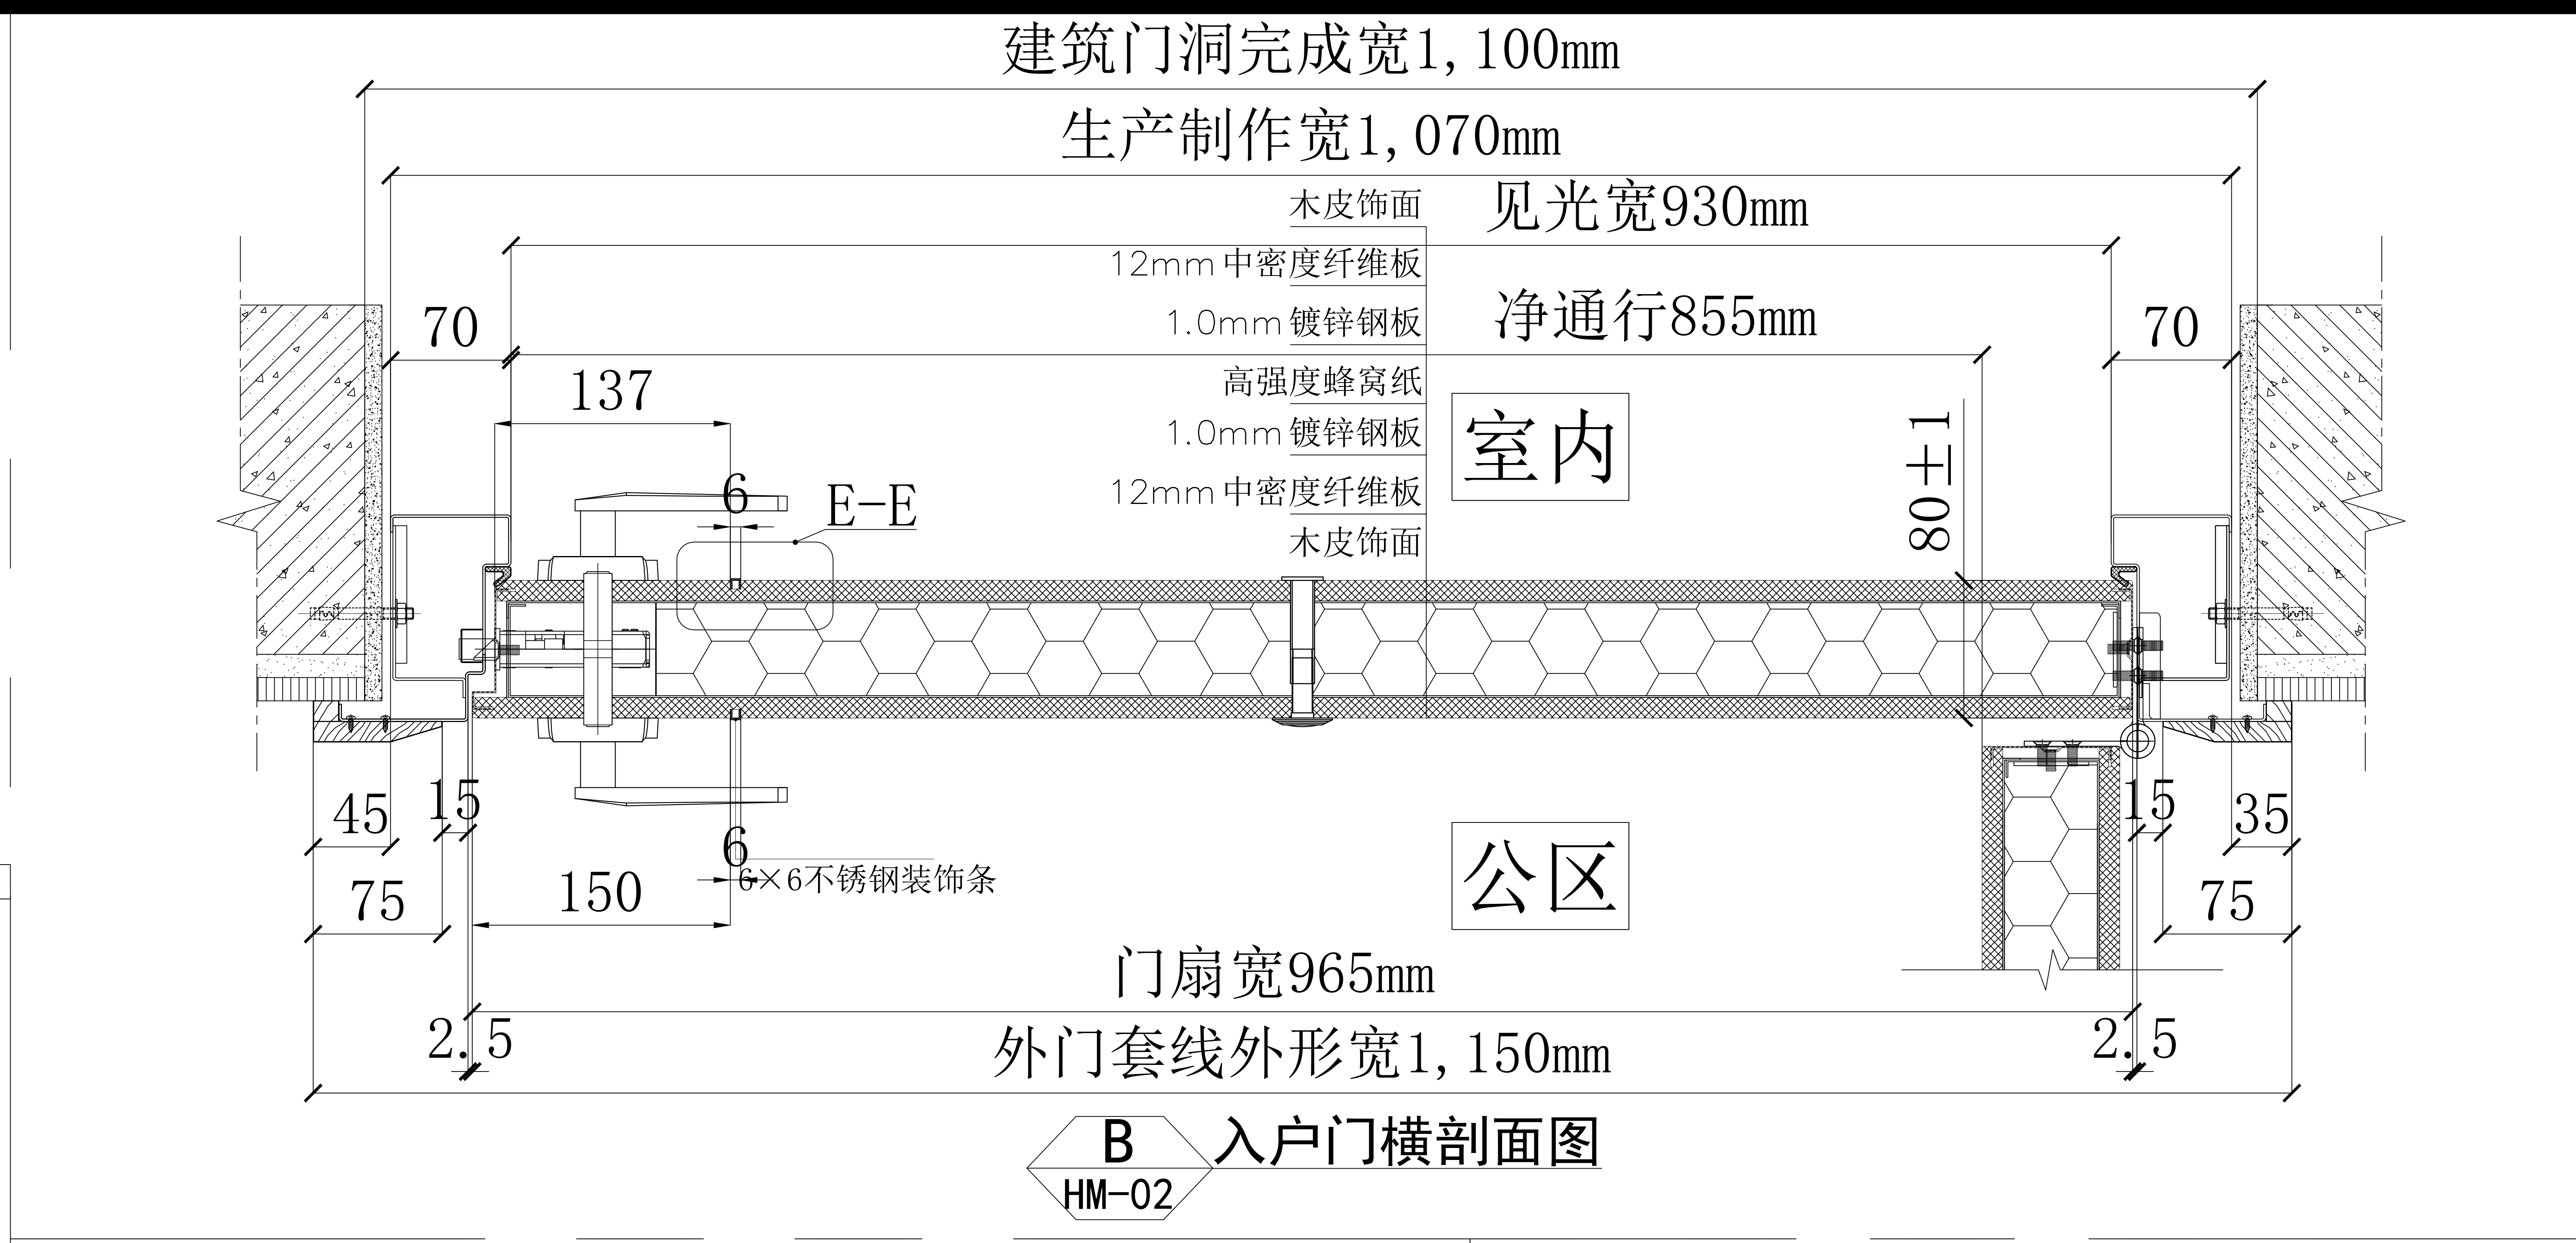 建筑门洞完成宽1,100mm
生产制作宽1,070mm
木皮饰面
见光宽930mm
12mm中密度纤维板
1.0mm镀锌钢板
净通行855mm
70
70
高强度蜂窝纸
137
1.0mm镀锌钢板
室内
80±1
12mm中密度纤维板
6
E-E
木皮饰面
45
15
15
35
6
6×6不锈钢装饰条
公区
75
150
75
门扇宽965mm
2.5
2.5
外门套线外形宽1,150mm
B
入户门横剖面图
HM-02